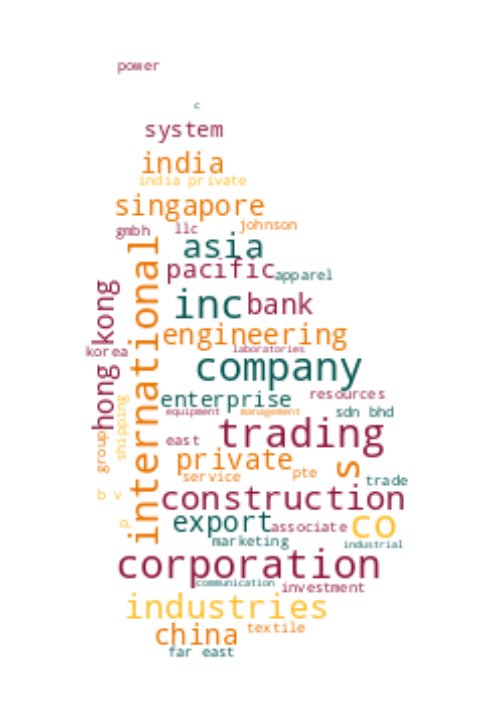 power
c
system
india
india private
singapore
johnson
gmbh
llc
asia
pacific
apparel
international
hong kong
inc
bank
engineering
korea
laboratories
company
enterprise
resources
equipment
management
sdn bhd
shipping
group
trading
east
private
s
service
pte
trade
b v
construction
p
export
associate
co
marketing
industrial
corporation
communication
investment
industries
china
textile
far east